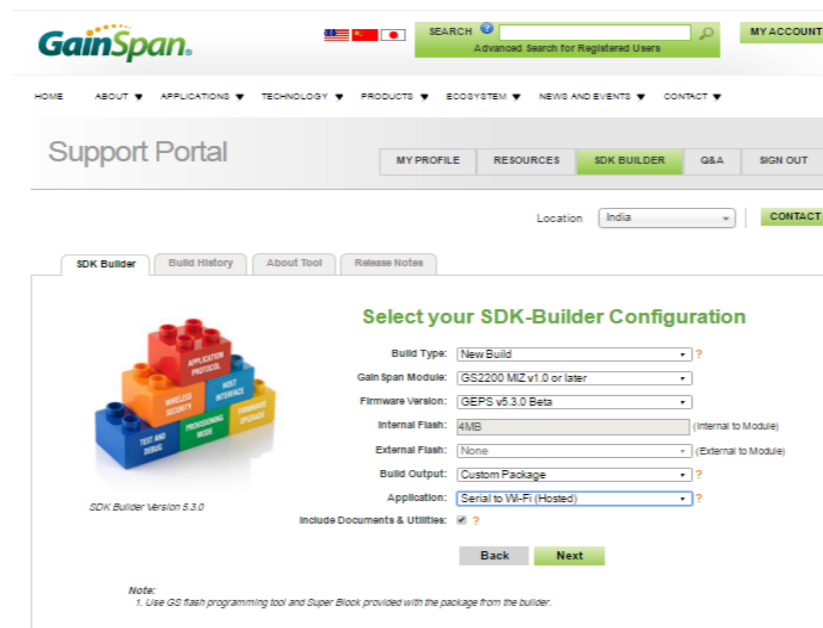 GainSpan®
SEARCH ?
Advanced Search for Registered Users
MY ACCOUNT
HOME ABOUT ▼ APPLICATIONS ▼ TECHNOLOGY ▼ PRODUCTS ▼ ECOSYSTEM ▼ NEWS AND EVENTS ▼ CONTACT ▼
Support Portal
MY PROFILE RESOURCES SDK BUILDER Q&A SIGN OUT
Location India CONTACT
SDK Builder Build History About Tool Release Notes
Select your SDK-Builder Configuration
Build Type: New Build ?
Gain Span Module: GS2200 MIZ v1.0 or later
Firmware Version: GEPS v5.3.0 Beta
Internal Flash: 4MB (Internal to Module)
External Flash: None (External to Module)
Build Output: Custom Package ?
Application: Serial to Wi-Fi (Hosted) ?
Include Documents & Utilities: ?
Back Next
APPLICATION
PROTOCOL
WIRELESS
SECURITY
HOST
INTERFACE
TEST AND
DEBUG
PROVISIONING
MODE
FIRMWARE
UPGRADE
SDK Builder Version 5.3.0
Note:
1. Use GS flash programming tool and Super Block provided with the package from the builder.